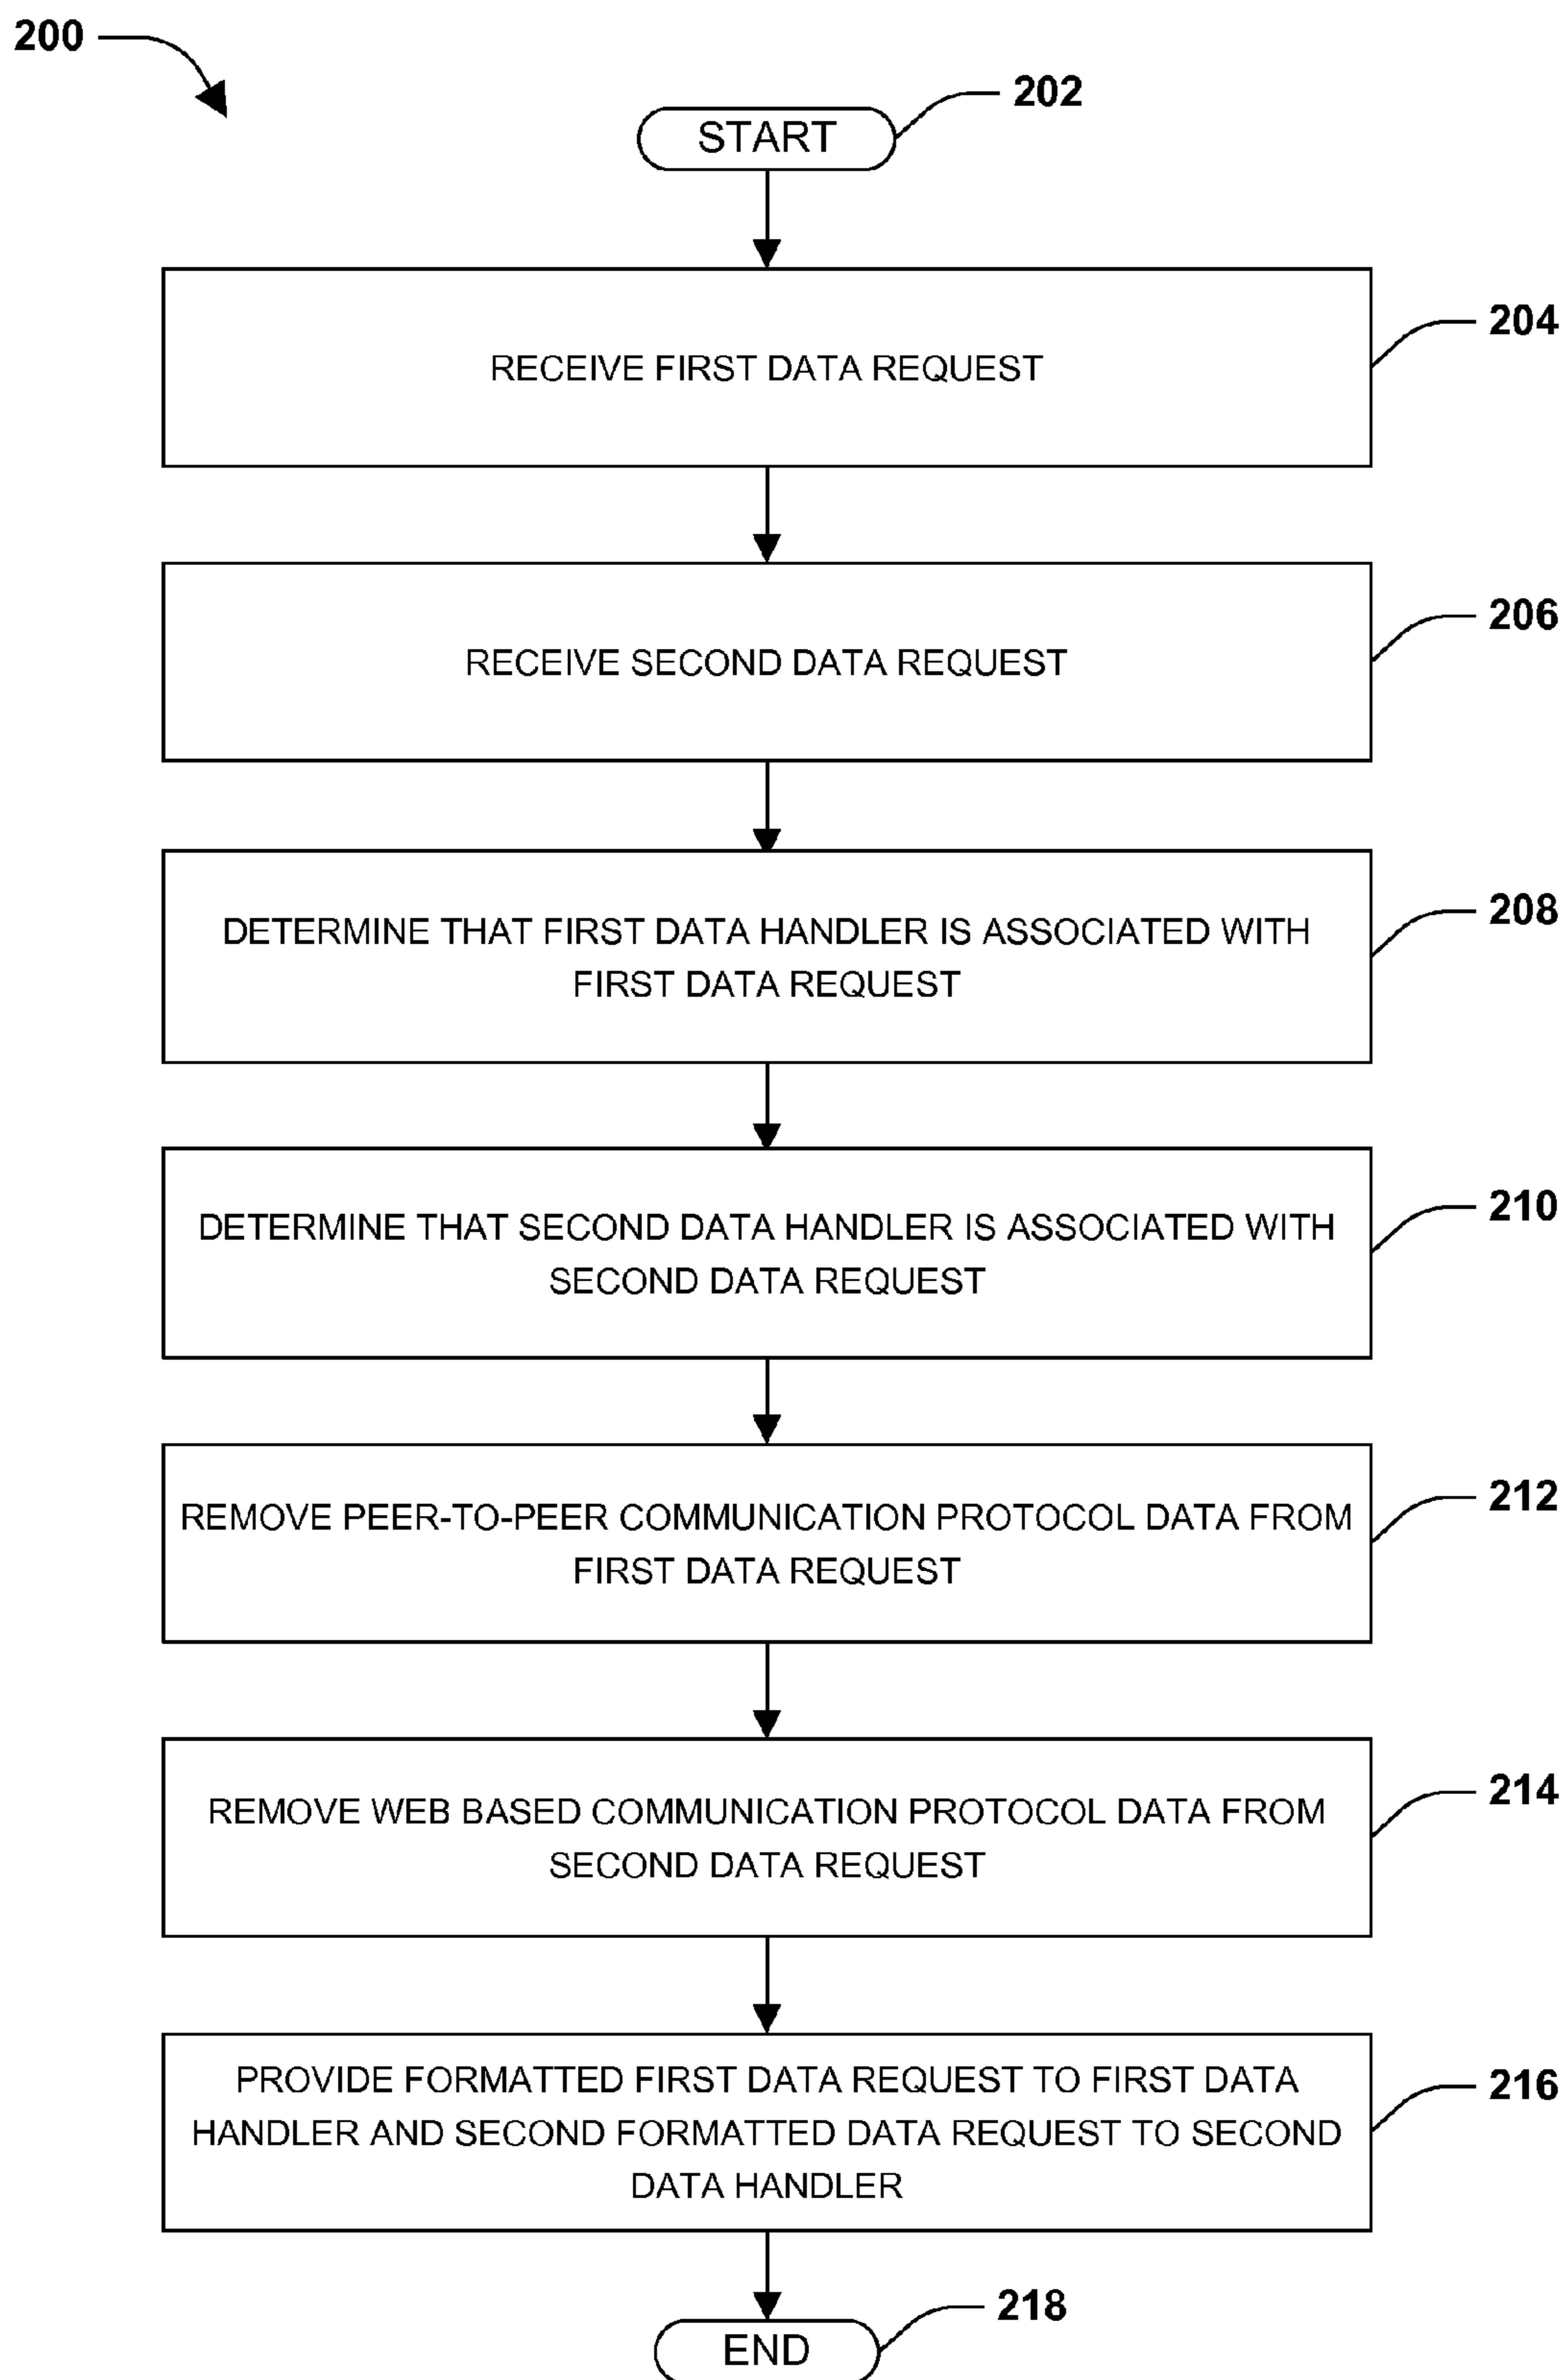 200
202
START
204
RECEIVE FIRST DATA REQUEST
206
RECEIVE SECOND DATA REQUEST
208
DETERMINE THAT FIRST DATA HANDLER IS ASSOCIATED WITH
FIRST DATA REQUEST
210
DETERMINE THAT SECOND DATA HANDLER IS ASSOCIATED WITH
SECOND DATA REQUEST
212
REMOVE PEER-TO-PEER COMMUNICATION PROTOCOL DATA FROM
FIRST DATA REQUEST
214
REMOVE WEB BASED COMMUNICATION PROTOCOL DATA FROM
SECOND DATA REQUEST
216
PROVIDE FORMATTED FIRST DATA REQUEST TO FIRST DATA
HANDLER AND SECOND FORMATTED DATA REQUEST TO SECOND
DATA HANDLER
218
END